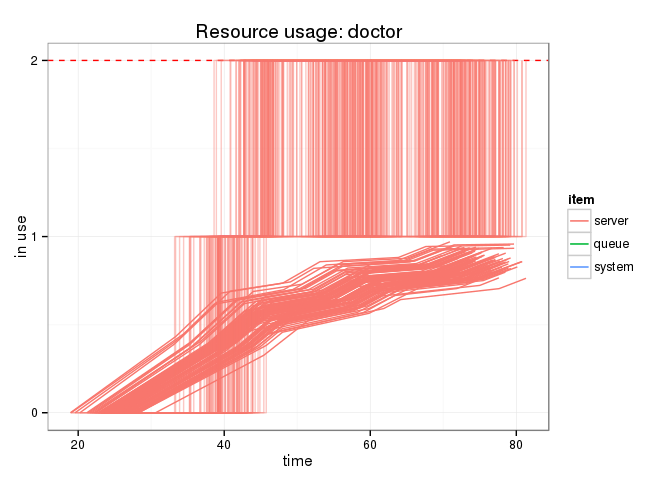 Resource usage: doctor
2
1
0
in use
20 40 60 80
time
item
server
queue
system